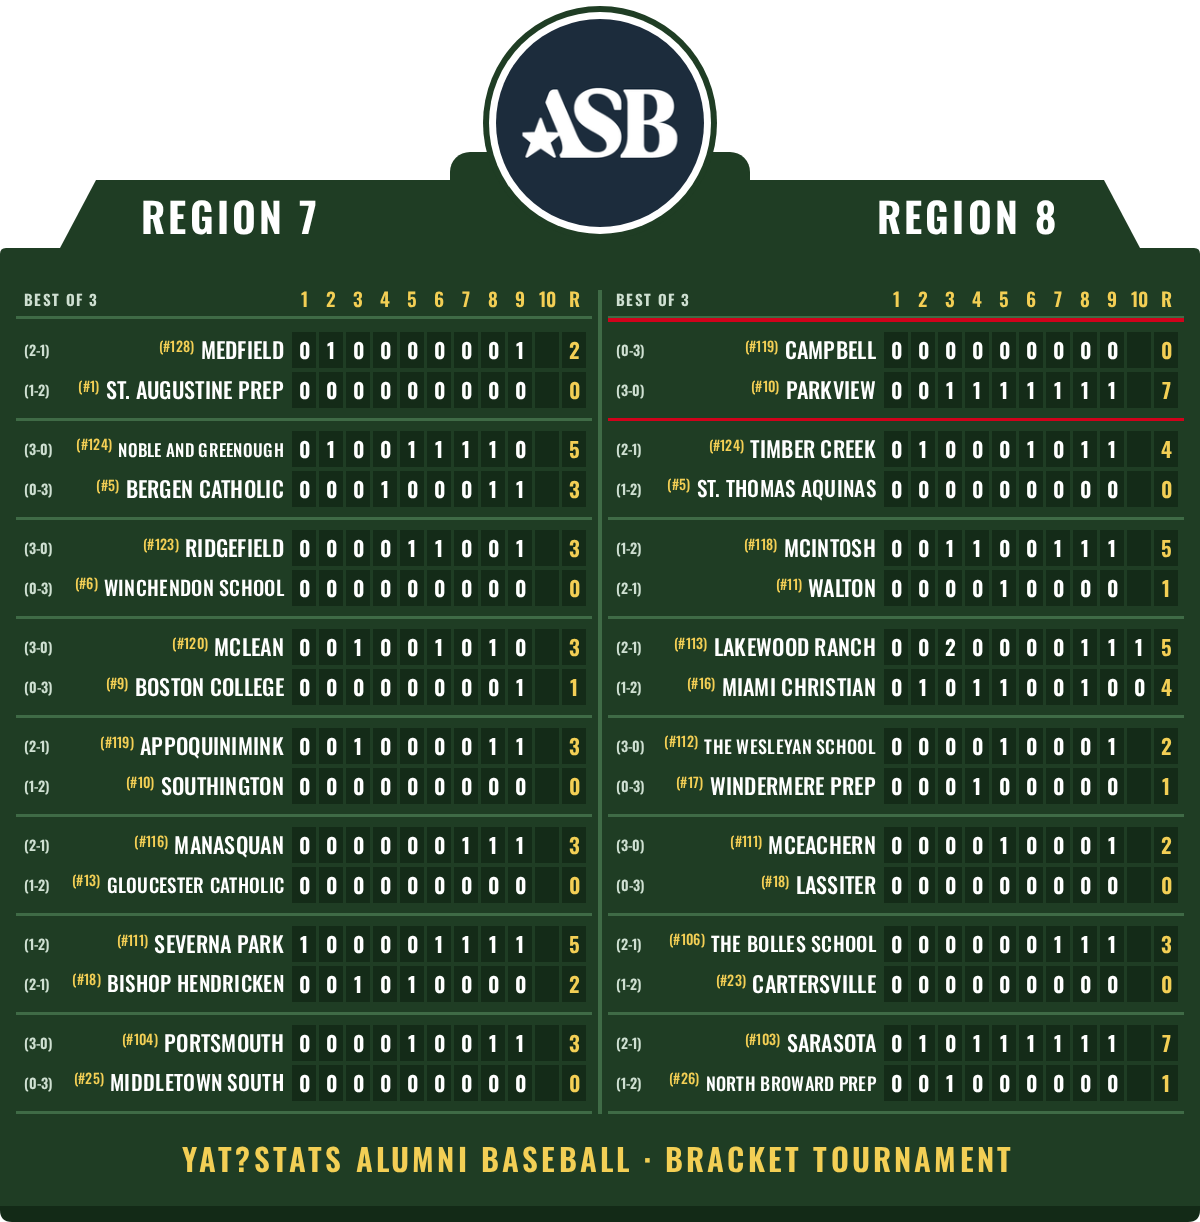 ASB
REGION 7
REGION 8
BEST OF 3 1 2 3 4 5 6 7 8 9 10 R
(2-1) (#128) MEDFIELD 0 1 0 0 0 0 0 0 1 2
(1-2) (#1) ST. AUGUSTINE PREP 0 0 0 0 0 0 0 0 0 0
(3-0) (#124) NOBLE AND GREENOUGH 0 1 0 0 1 1 1 1 0 5
(0-3) (#5) BERGEN CATHOLIC 0 0 0 1 0 0 0 1 1 3
(3-0) (#123) RIDGEFIELD 0 0 0 0 1 1 0 0 1 3
(0-3) (#6) WINCHENDON SCHOOL 0 0 0 0 0 0 0 0 0 0
(3-0) (#120) MCLEAN 0 0 1 0 0 1 0 1 0 3
(0-3) (#9) BOSTON COLLEGE 0 0 0 0 0 0 0 0 1 1
(2-1) (#119) APPOQUINIMINK 0 0 1 0 0 0 0 1 1 3
(1-2) (#10) SOUTHINGTON 0 0 0 0 0 0 0 0 0 0
(2-1) (#116) MANASQUAN 0 0 0 0 0 0 1 1 1 3
(1-2) (#13) GLOUCESTER CATHOLIC 0 0 0 0 0 0 0 0 0 0
(1-2) (#111) SEVERNA PARK 1 0 0 0 0 1 1 1 1 5
(2-1) (#18) BISHOP HENDRICKEN 0 0 1 0 1 0 0 0 0 2
(3-0) (#104) PORTSMOUTH 0 0 0 0 1 0 0 1 1 3
(0-3) (#25) MIDDLETOWN SOUTH 0 0 0 0 0 0 0 0 0 0
BEST OF 3 1 2 3 4 5 6 7 8 9 10 R
(0-3) (#119) CAMPBELL 0 0 0 0 0 0 0 0 0 0
(3-0) (#10) PARKVIEW 0 0 1 1 1 1 1 1 1 7
(2-1) (#124) TIMBER CREEK 0 1 0 0 0 1 0 1 1 4
(1-2) (#5) ST. THOMAS AQUINAS 0 0 0 0 0 0 0 0 0 0
(1-2) (#118) MCINTOSH 0 0 1 1 0 0 1 1 1 5
(2-1) (#11) WALTON 0 0 0 0 1 0 0 0 0 1
(2-1) (#113) LAKEWOOD RANCH 0 0 2 0 0 0 0 1 1 1 5
(1-2) (#16) MIAMI CHRISTIAN 0 1 0 1 1 0 0 1 0 0 4
(3-0) (#112) THE WESLEYAN SCHOOL 0 0 0 0 1 0 0 0 1 2
(0-3) (#17) WINDERMERE PREP 0 0 0 1 0 0 0 0 0 1
(3-0) (#111) MCEACHERN 0 0 0 0 1 0 0 0 1 2
(0-3) (#18) LASSITER 0 0 0 0 0 0 0 0 0 0
(2-1) (#106) THE BOLLES SCHOOL 0 0 0 0 0 0 1 1 1 3
(1-2) (#23) CARTERSVILLE 0 0 0 0 0 0 0 0 0 0
(2-1) (#103) SARASOTA 0 1 0 1 1 1 1 1 1 7
(1-2) (#26) NORTH BROWARD PREP 0 0 1 0 0 0 0 0 0 1
YAT?STATS ALUMNI BASEBALL · BRACKET TOURNAMENT